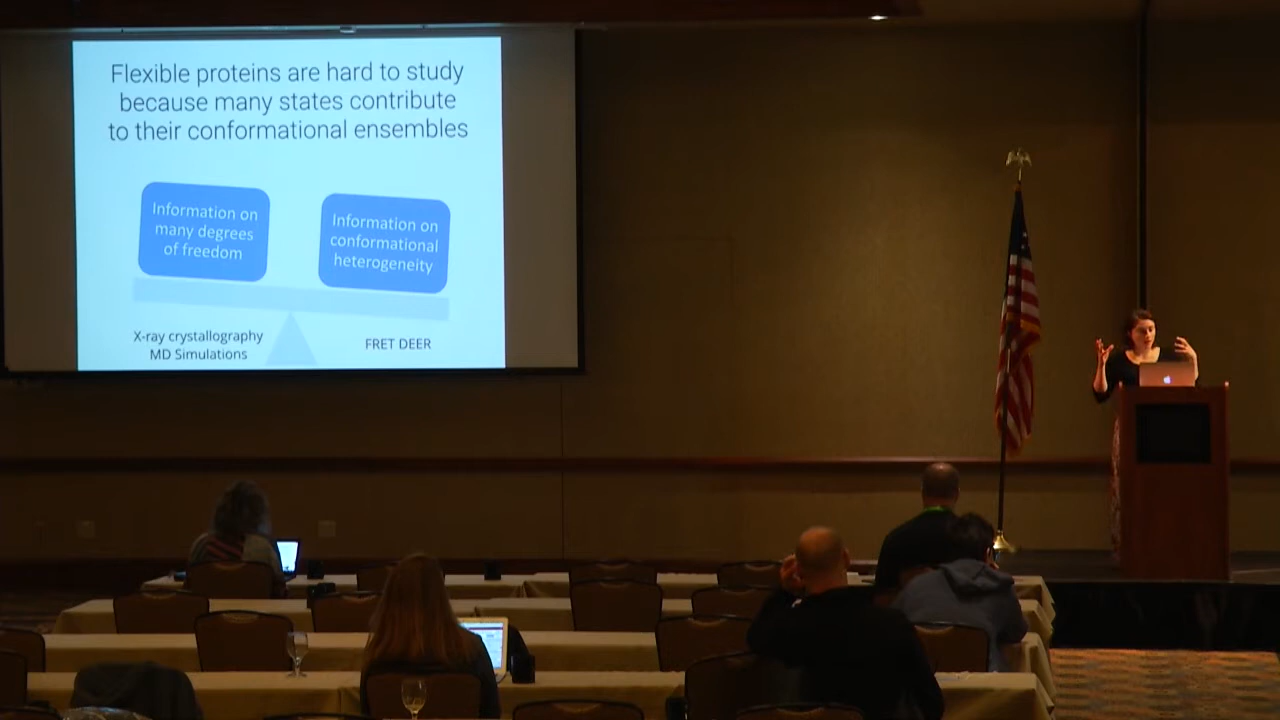 Flexible proteins are hard to study
because many states contribute
to their conformational ensembles
Information on
many degrees
of freedom
Information on
conformational
heterogeneity
X-ray crystallography
MD Simulations
FRET DEER